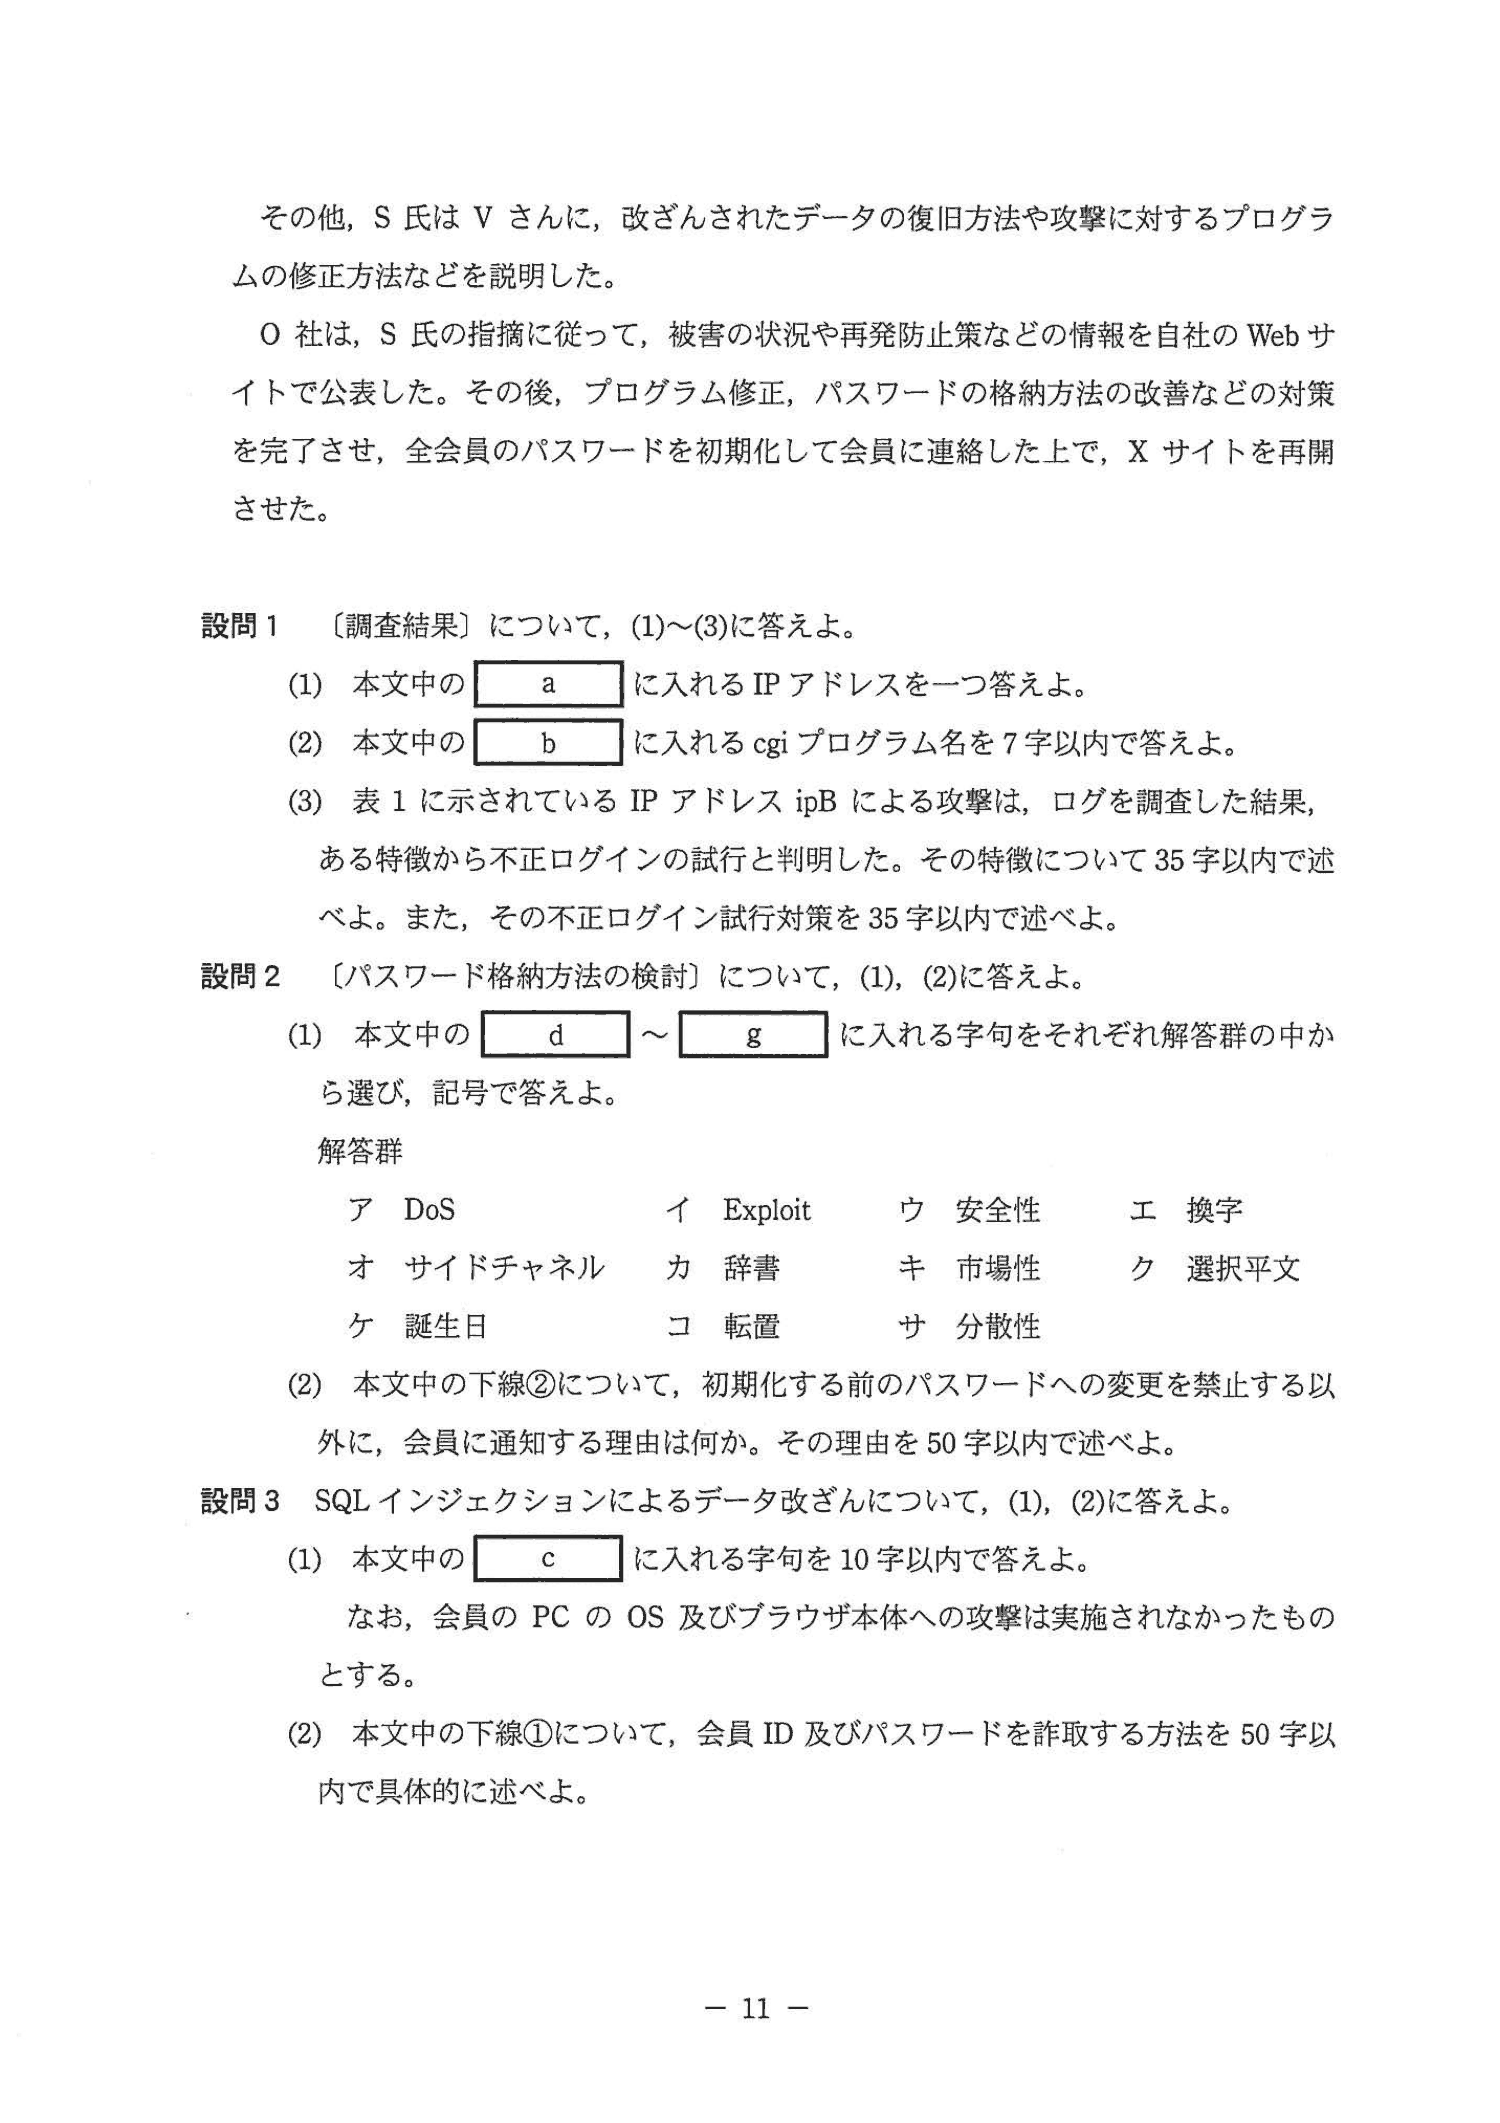 その他，S 氏は V さんに，改ざんされたデータの復旧方法や攻撃に対するプログラ
ムの修正方法などを説明した。
O 社は，S 氏の指摘に従って，被害の状況や再発防止策などの情報を自社の Web サ
イトで公表した。その後，プログラム修正，パスワードの格納方法の改善などの対策
を完了させ，全会員のパスワードを初期化して会員に連絡した上で，X サイトを再開
させた。
設問1 〔調査結果〕について，(1)～(3)に答えよ。
(1) 本文中の a に入れる IP アドレスを一つ答えよ。
(2) 本文中の b に入れる cgi プログラム名を 7 字以内で答えよ。
(3) 表 1 に示されている IP アドレス ipB による攻撃は，ログを調査した結果，
ある特徴から不正ログインの試行と判明した。その特徴について 35 字以内で述
べよ。また，その不正ログイン試行対策を 35 字以内で述べよ。
設問2 〔パスワード格納方法の検討〕について，(1)，(2)に答えよ。
(1) 本文中の d ～ g に入れる字句をそれぞれ解答群の中か
ら選び，記号で答えよ。
解答群
ア DoS イ Exploit ウ 安全性 エ 換字
オ サイドチャネル カ 辞書 キ 市場性 ク 選択平文
ケ 誕生日 コ 転置 サ 分散性
(2) 本文中の下線②について，初期化する前のパスワードへの変更を禁止する以
外に，会員に通知する理由は何か。その理由を 50 字以内で述べよ。
設問3 SQL インジェクションによるデータ改ざんについて，(1)，(2)に答えよ。
(1) 本文中の c に入れる字句を 10 字以内で答えよ。
なお，会員の PC の OS 及びブラウザ本体への攻撃は実施されなかったもの
とする。
(2) 本文中の下線①について，会員 ID 及びパスワードを詐取する方法を 50 字以
内で具体的に述べよ。
－ 11 －